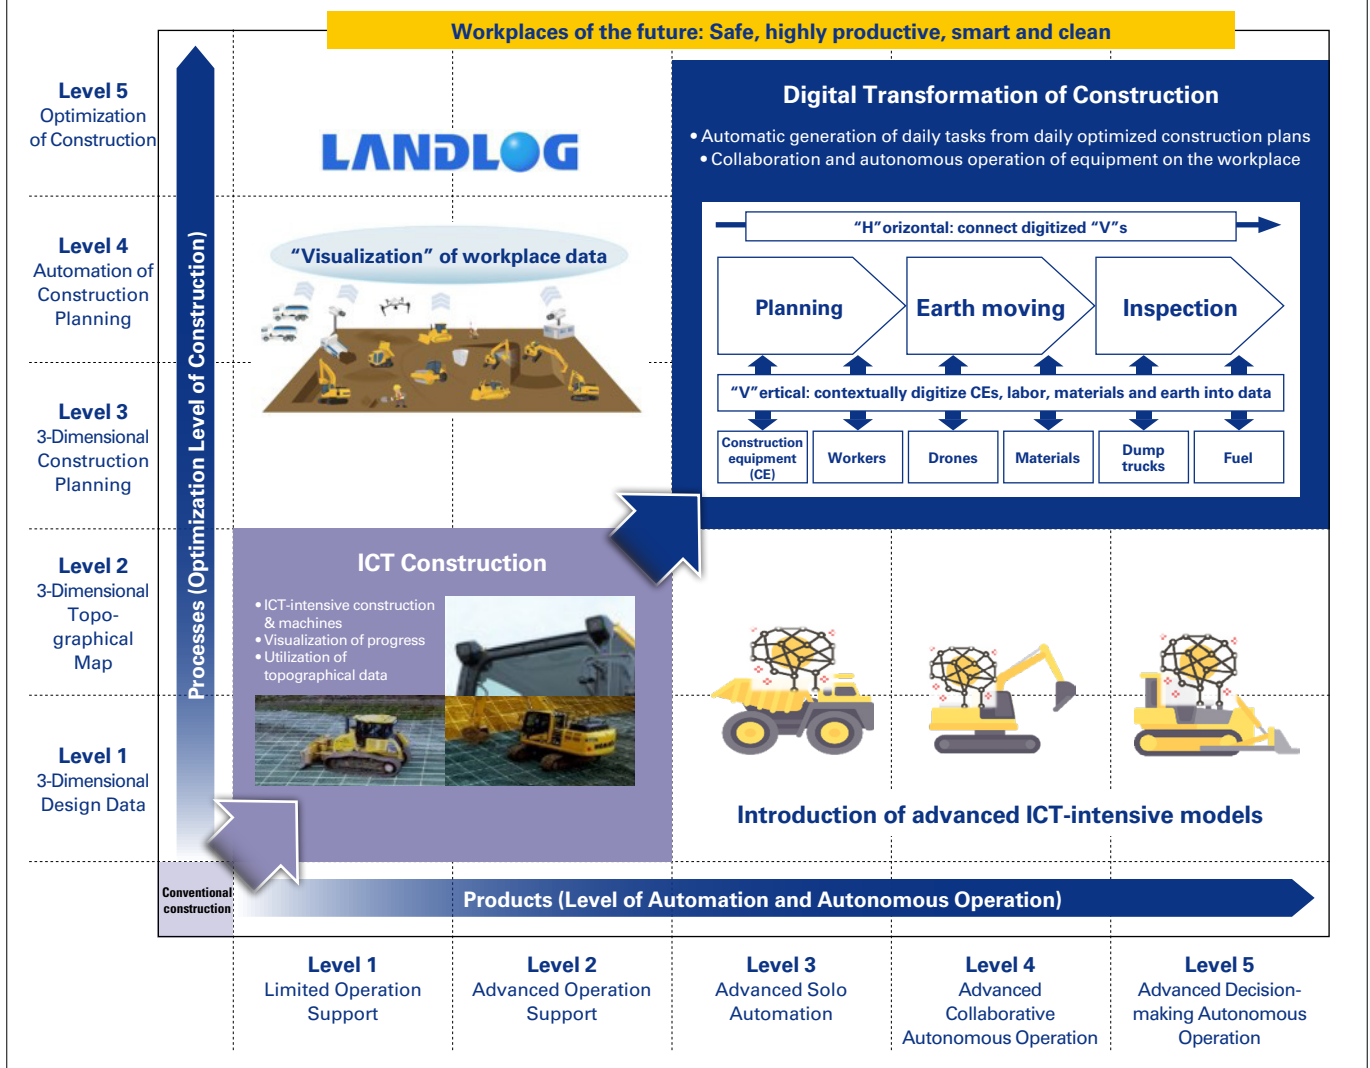 Workplaces of the future: Safe, highly productive, smart and clean
Level 5
Optimization
of Construction
Level 4
Automation of
Construction
Planning
Level 3
3-Dimensional
Construction
Planning
Level 2
3-Dimensional
Topo-
graphical
Map
Level 1
3-Dimensional
Design Data
Processes (Optimization Level of Construction)
LANDLOG
“Visualization” of workplace data
Digital Transformation of Construction
• Automatic generation of daily tasks from daily optimized construction plans
• Collaboration and autonomous operation of equipment on the workplace
“H”orizontal: connect digitized “V”s
Planning
Earth moving
Inspection
“V”ertical: contextually digitize CEs, labor, materials and earth into data
Construction
equipment
(CE)
Workers
Drones
Materials
Dump
trucks
Fuel
ICT Construction
• ICT-intensive construction
& machines
• Visualization of progress
• Utilization of
topographical data
Introduction of advanced ICT-intensive models
Conventional
construction
Products (Level of Automation and Autonomous Operation)
Level 1
Limited Operation
Support
Level 2
Advanced Operation
Support
Level 3
Advanced Solo
Automation
Level 4
Advanced
Collaborative
Autonomous Operation
Level 5
Advanced Decision-
making Autonomous
Operation